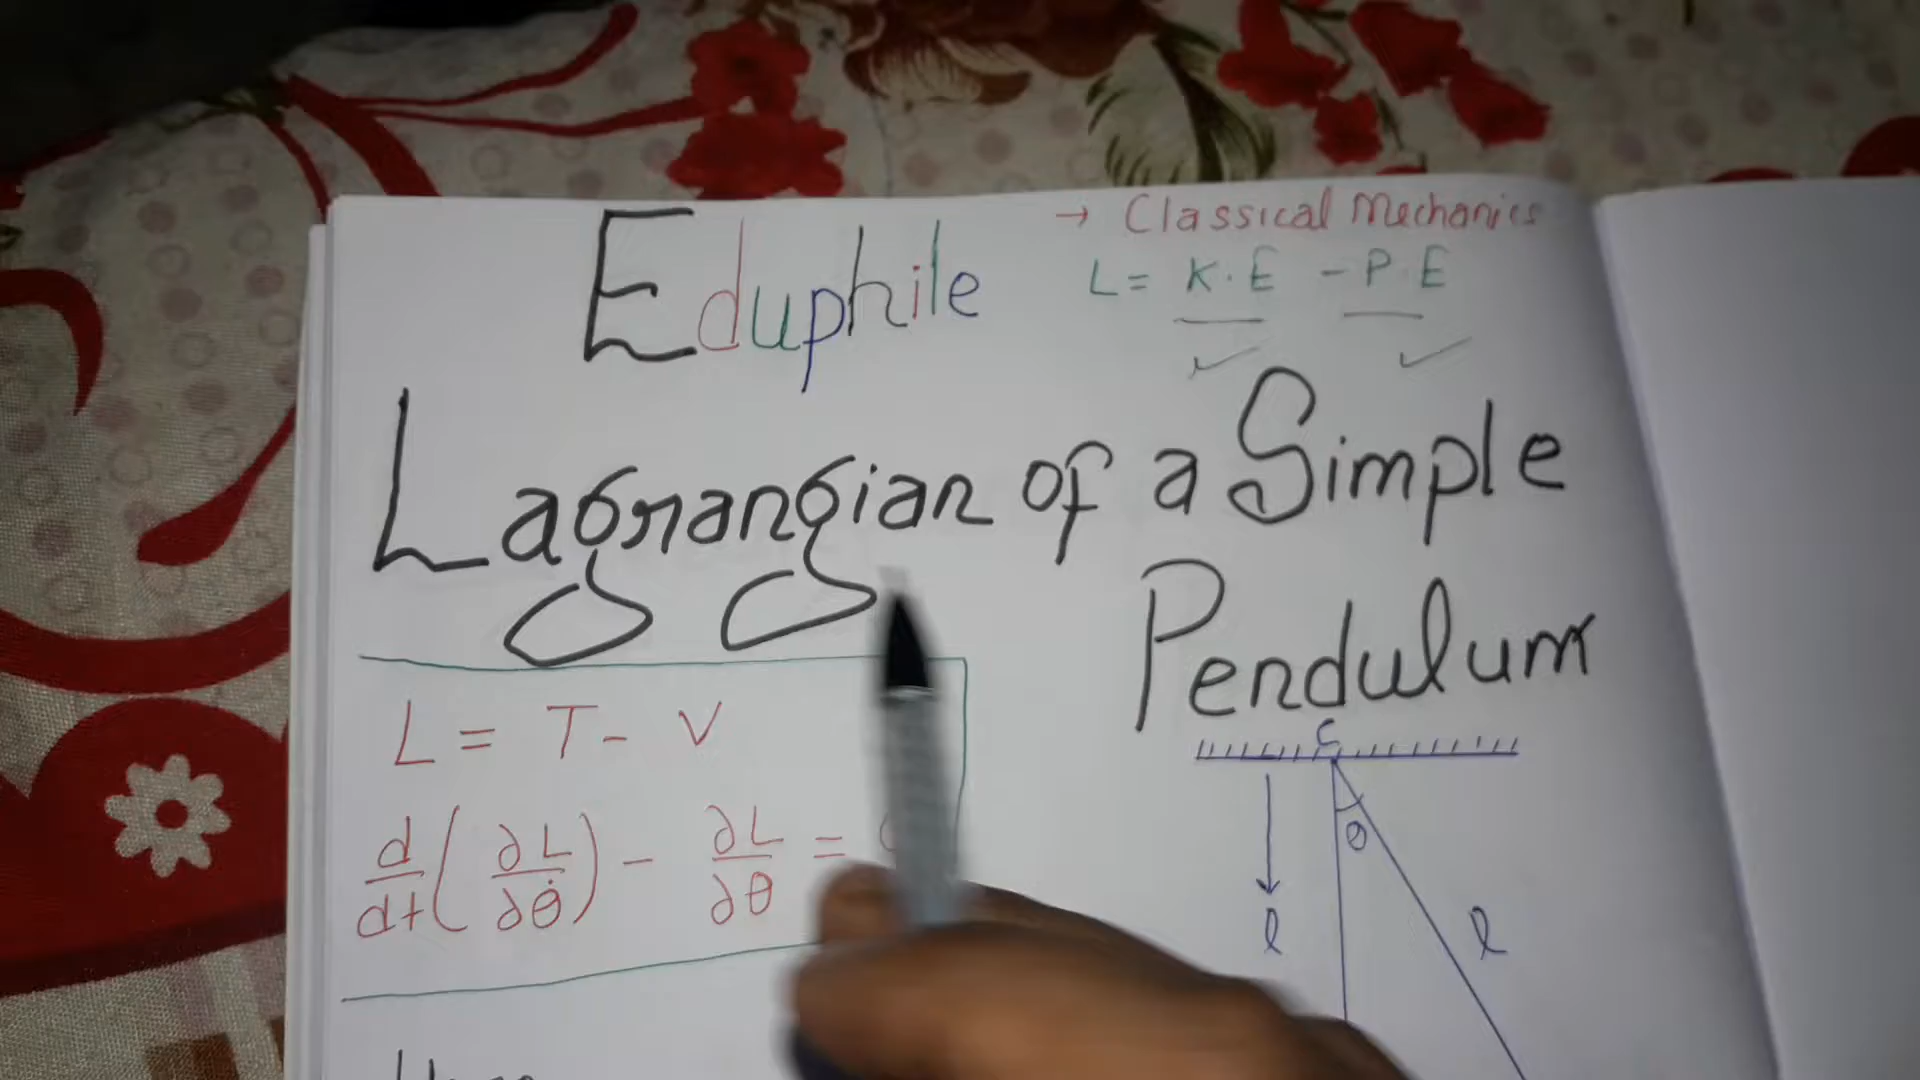 Eduphile
→ Classical Mechanics
L = K.E - P.E
Lagrangian of a Simple
Pendulum
L = T - V
d/dt (∂L/∂θ̇) - ∂L/∂θ =
C
θ
l
l